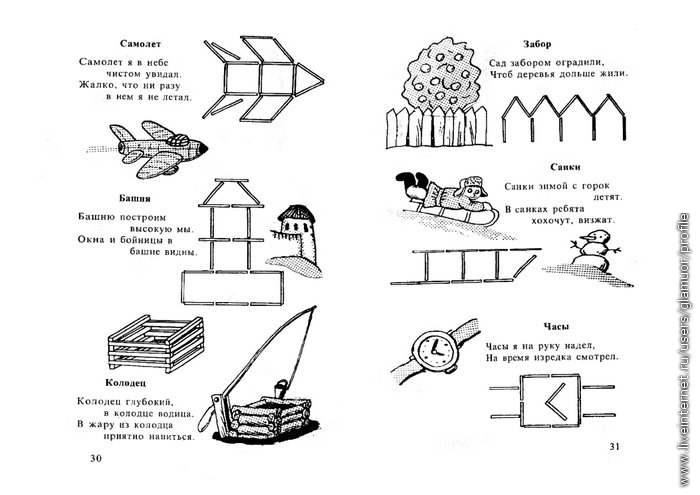 Самолет
Самолет я в небе
чистом увидал.
Жалко, что ни разу
в нем я не летал.
Башня
Башню построим
высокую мы.
Окна и бойницы в
башне видны.
Колодец
Колодец глубокий,
в колодце водица.
В жару из колодца
приятно напиться.
30
Забор
Сад забором оградили,
Чтоб деревья дольше жили.
Санки
Санки зимой с горок
летят.
В санках ребята
хохочут, визжат.
Часы
Часы я на руку надел,
На время изредка смотрел.
31
www.liveinternet.ru/users/glamuor/profile